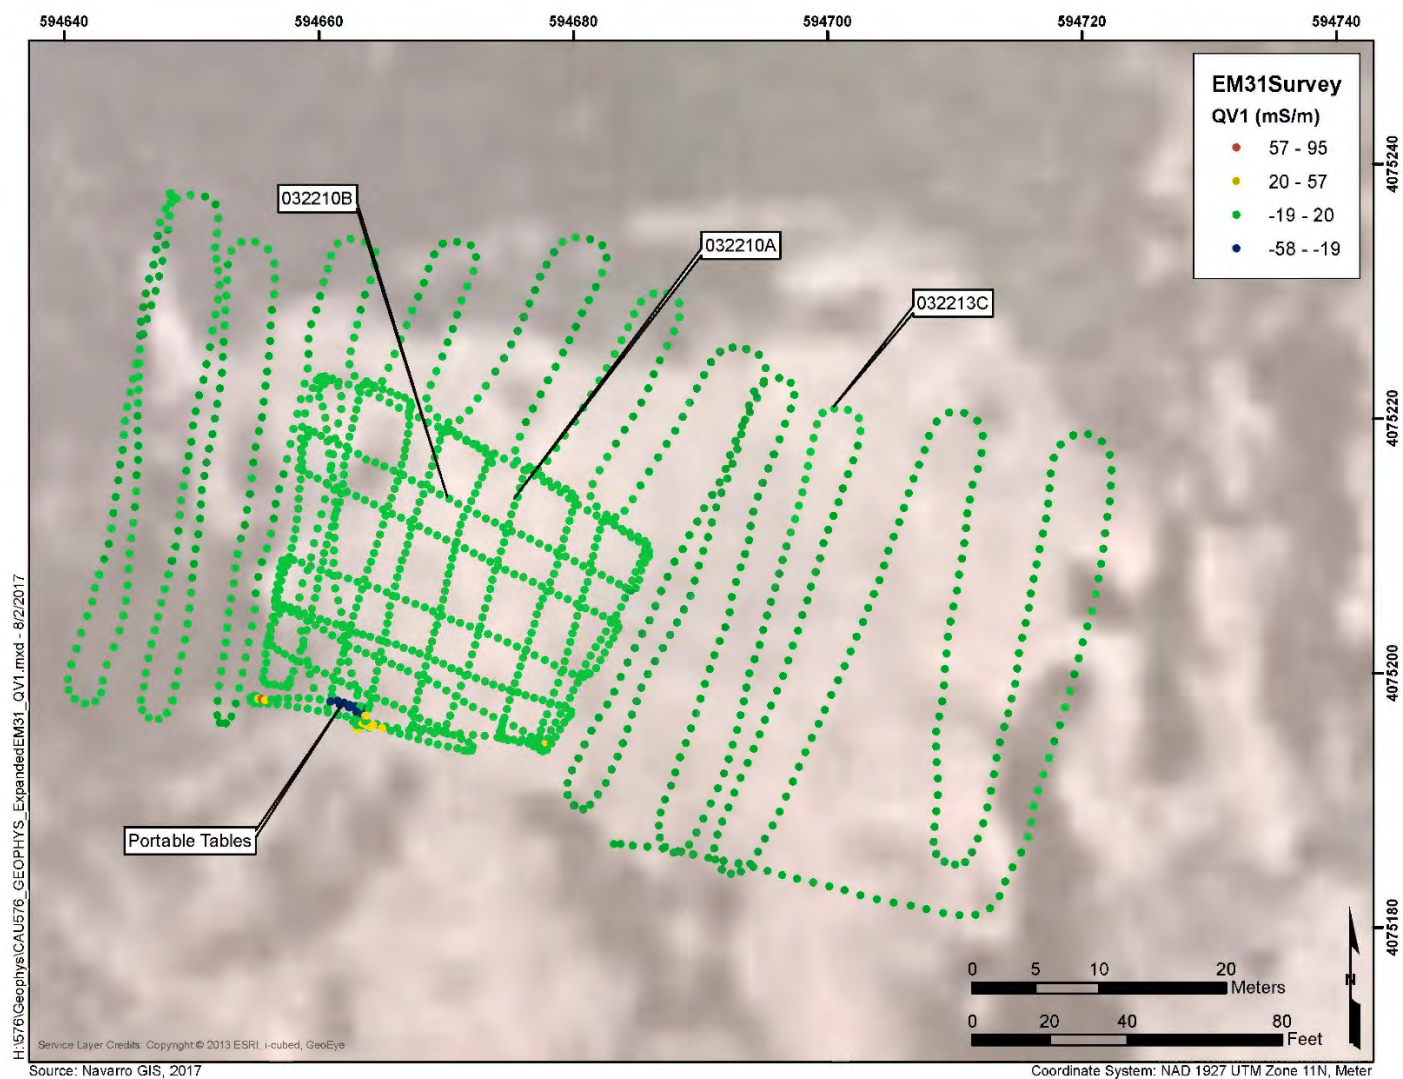 594640
594660
594680
594700
594720
594740
EM31Survey
QV1 (mS/m)
57 - 95
20 - 57
-19 - 20
-58 - -19
4075240
4075220
4075200
4075180
032210B
032210A
032213C
Portable Tables
H:\576\Geophys\CAU576_GEOPHYS_ExpandedEM31_QV1.mxd - 8/2/2017
0 5 10 20
Meters
0 20 40 80
Feet
N
Service Layer Credits: Copyright:© 2013 ESRI, i-cubed, GeoEye
Source: Navarro GIS, 2017
Coordinate System: NAD 1927 UTM Zone 11N, Meter